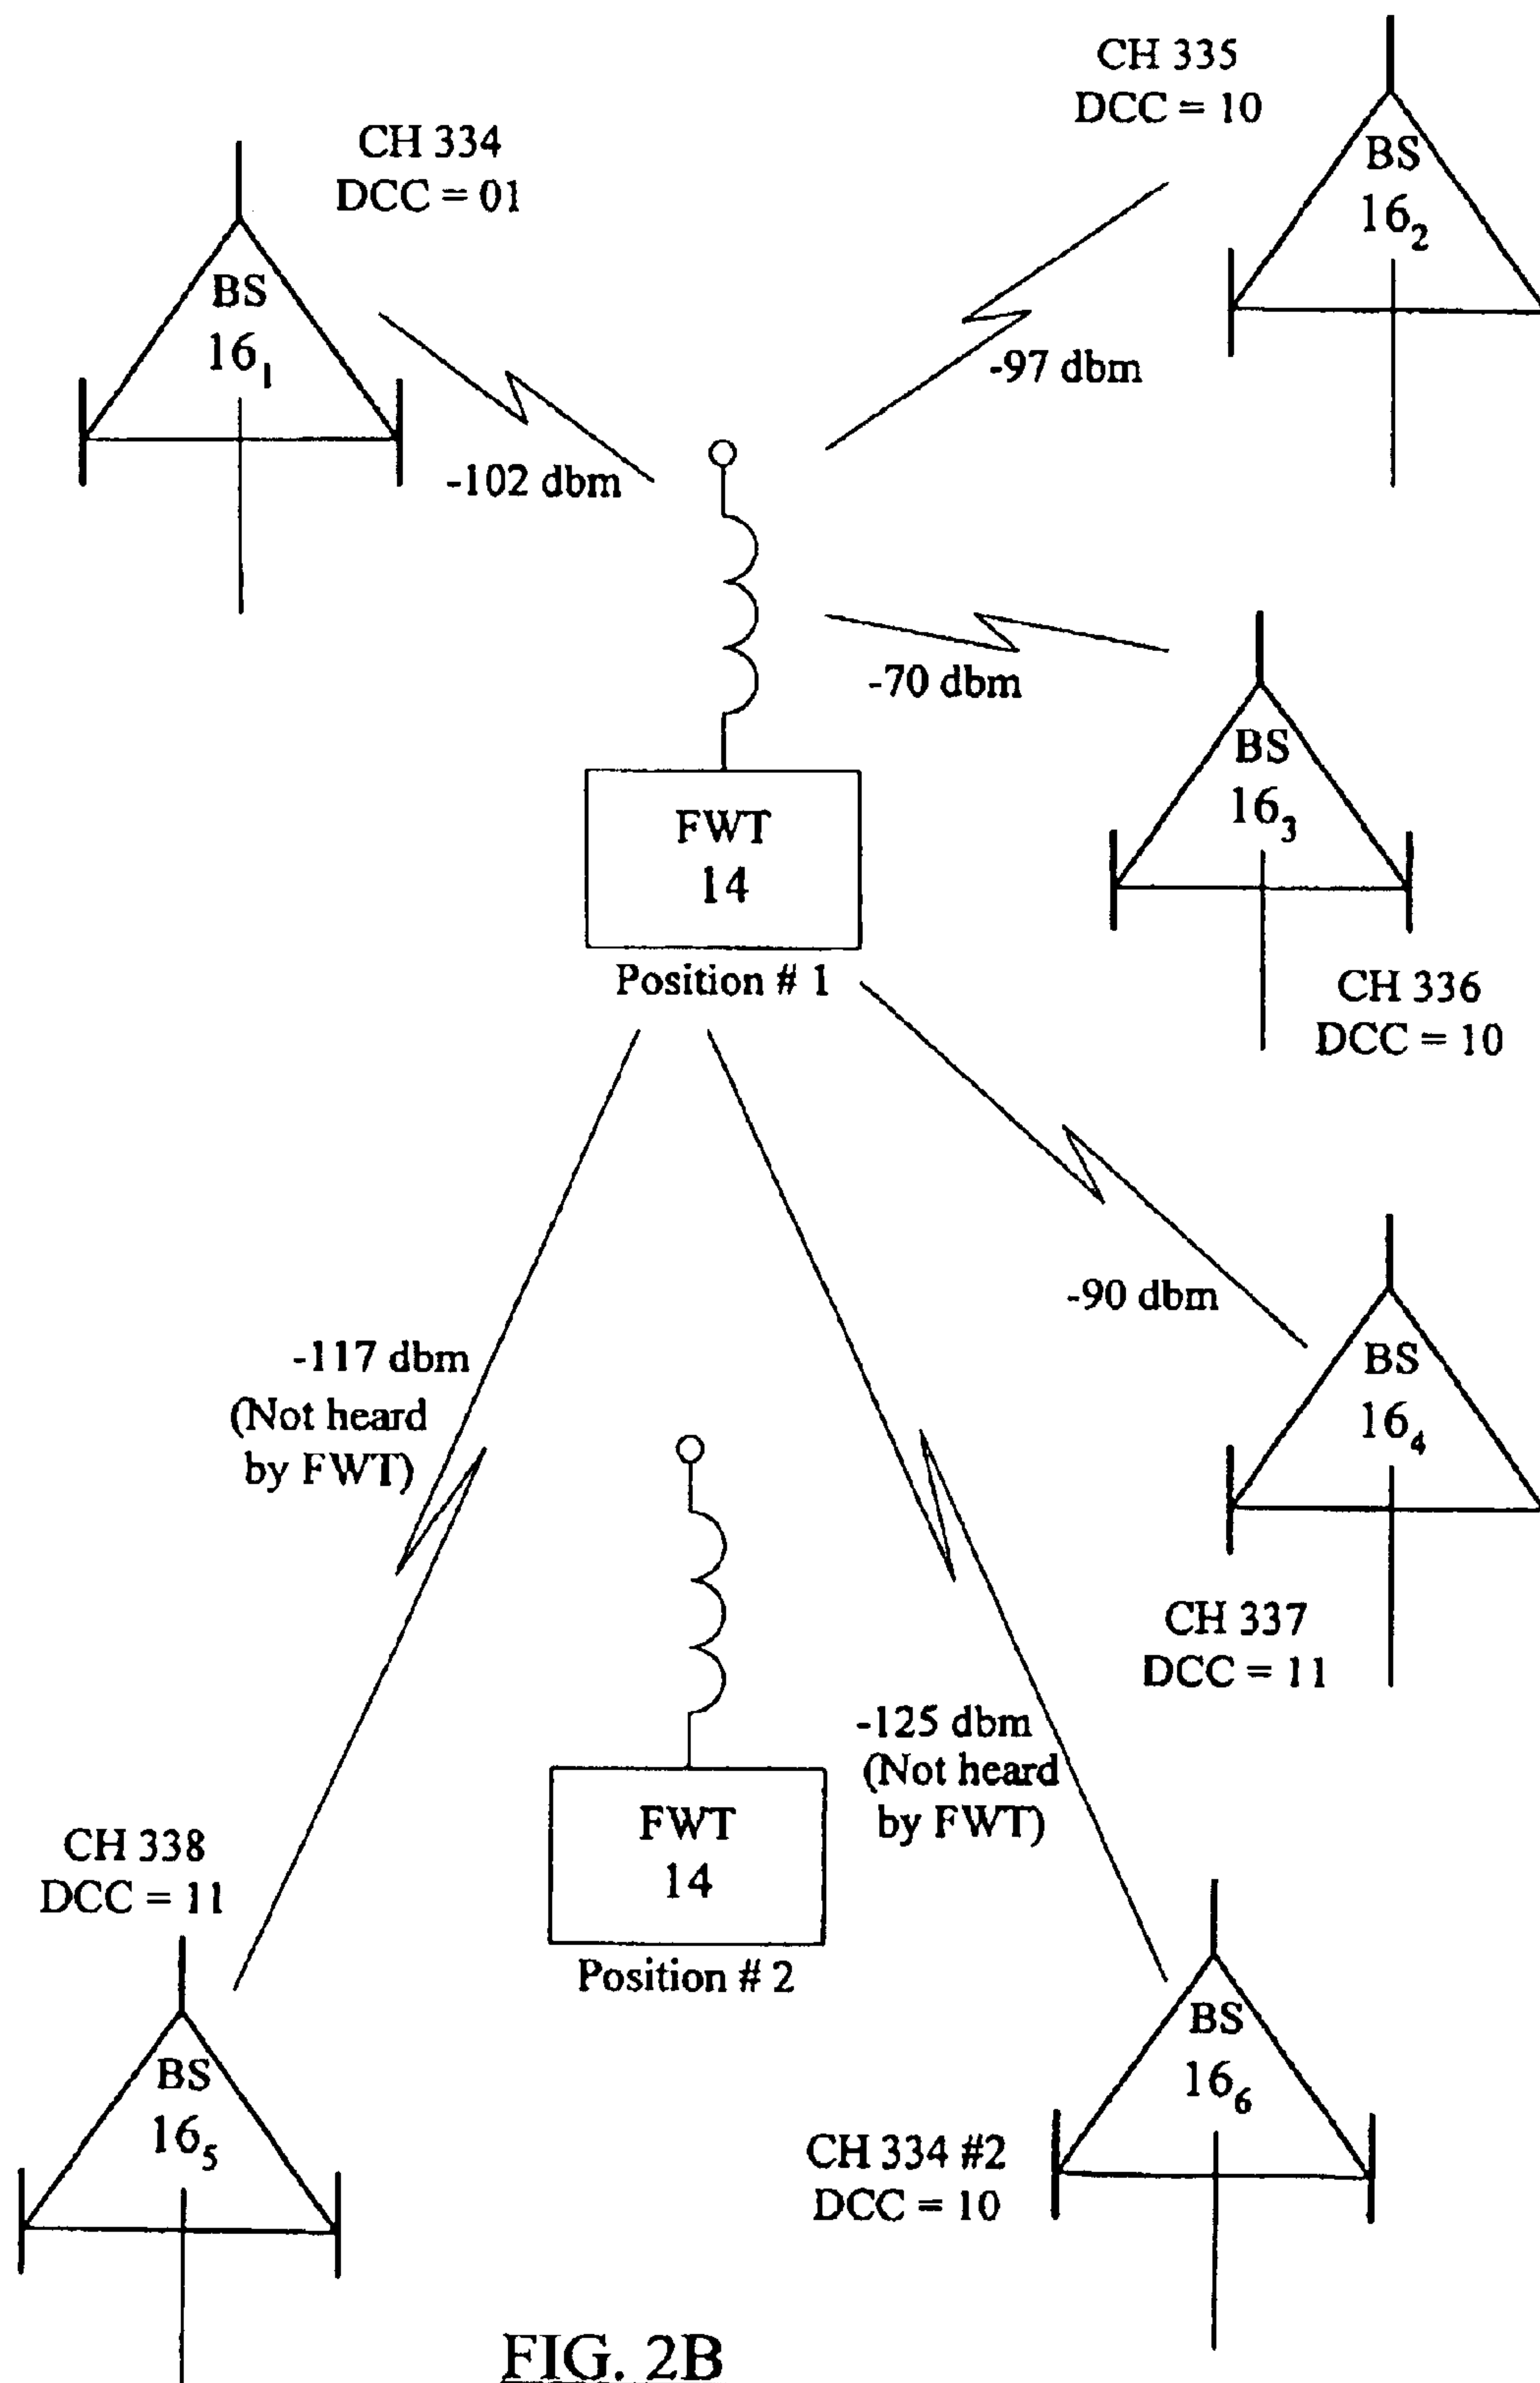 CH 335
DCC = 10
BS
16₂
CH 334
DCC = 01
BS
16₁
-97 dbm
-102 dbm
-70 dbm
BS
16₃
FWT
14
Position # 1
CH 336
DCC = 10
-90 dbm
BS
16₄
-117 dbm
(Not heard
by FWT)
CH 337
DCC = 11
-125 dbm
(Not heard
by FWT)
FWT
14
Position # 2
CH 338
DCC = 11
BS
16₅
BS
16₆
CH 334 #2
DCC = 10
FIG. 2B